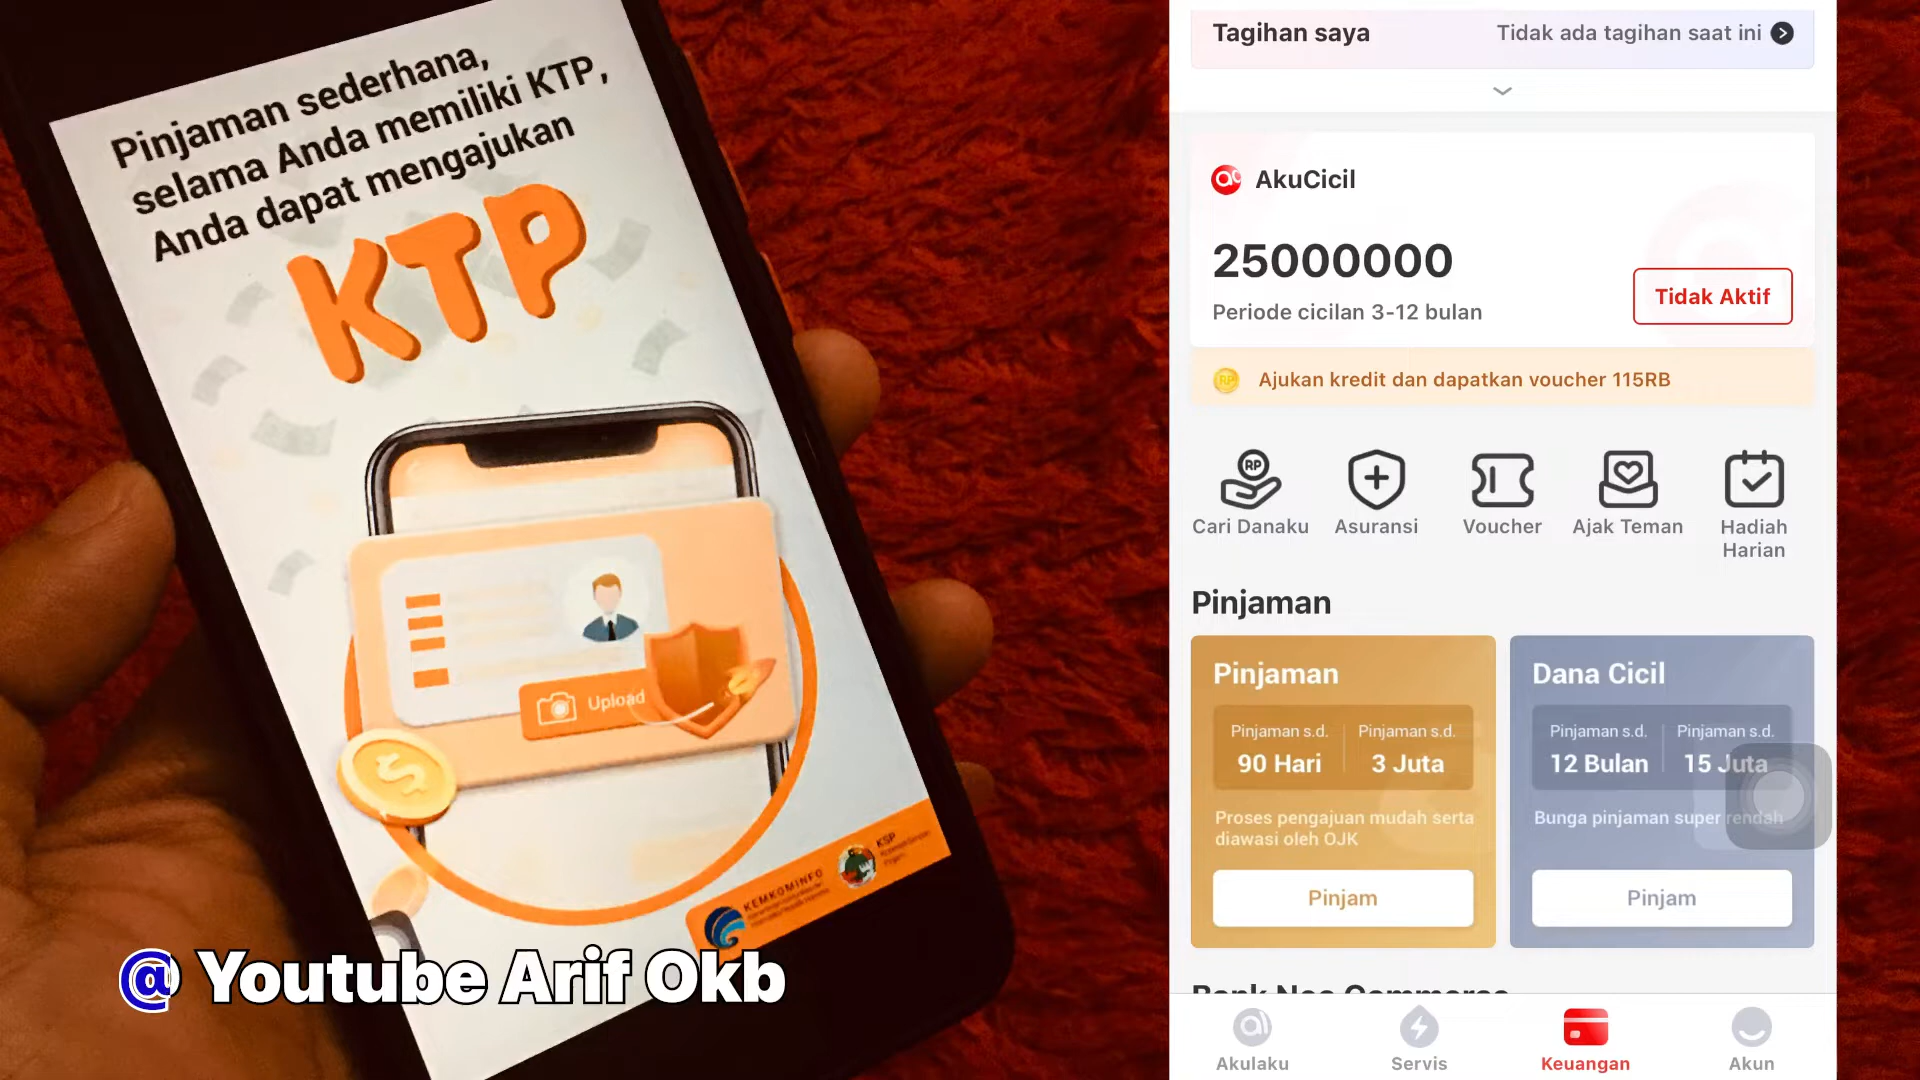 Pinjaman sederhana,
selama Anda memiliki KTP,
Anda dapat mengajukan
KTP
Upload
KEMKOMINFO
KSP
@ Youtube Arif Okb
Tagihan saya
Tidak ada tagihan saat ini
AkuCicil
25000000
Periode cicilan 3-12 bulan
Tidak Aktif
RP
Ajukan kredit dan dapatkan voucher 115RB
RP
Cari Danaku
Asuransi
Voucher
Ajak Teman
Hadiah
Harian
Pinjaman
Pinjaman
Pinjaman s.d.
90 Hari
Pinjaman s.d.
3 Juta
Proses pengajuan mudah serta
diawasi oleh OJK
Pinjam
Dana Cicil
Pinjaman s.d.
12 Bulan
Pinjaman s.d.
15 Juta
Bunga pinjaman super rendah
Pinjam
Bank Neo Commerce
Akulaku
Servis
Keuangan
Akun